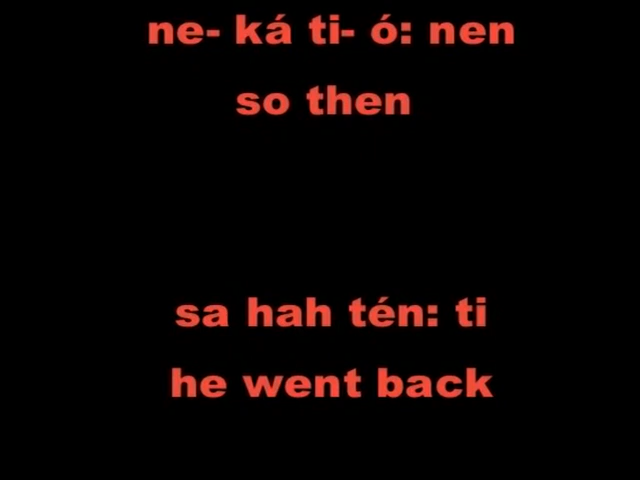 ne- ká ti- ó: nen
so then
sa hah tén: ti
he went back